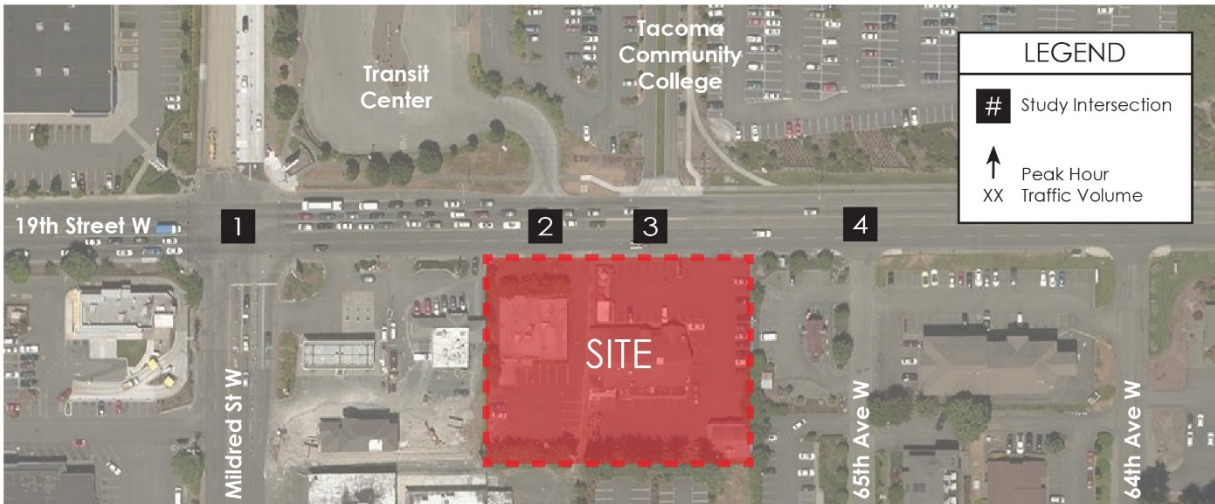 Transit
Center
Tacoma
Community
College
LEGEND
# Study Intersection
XX Peak Hour
Traffic Volume
19th Street W
1
2
3
4
SITE
Mildred St W
65th Ave W
64th Ave W